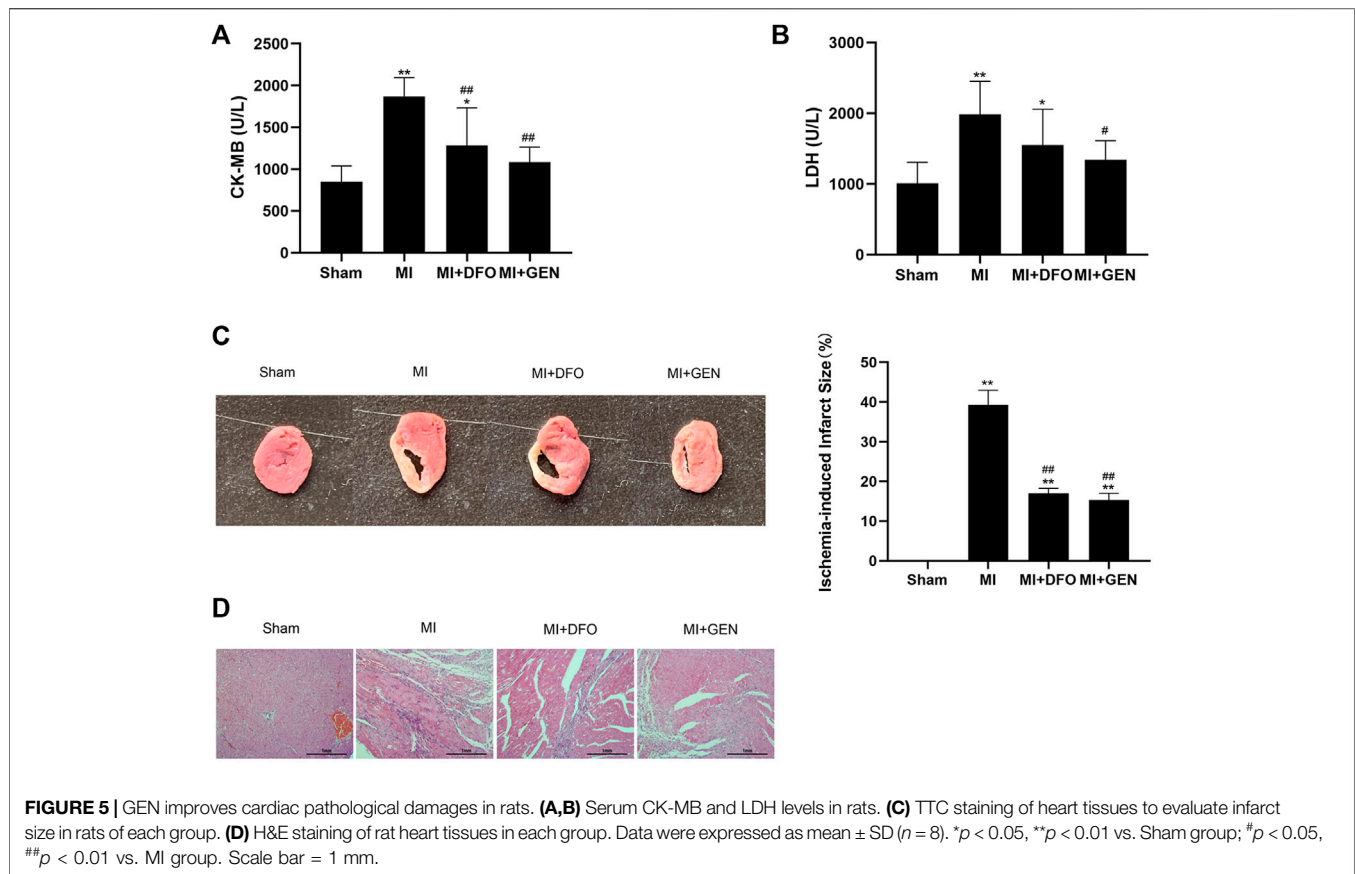 A
2500
2000
1500
1000
500
0
CK-MB (U/L)
**
##
*
##
Sham MI MI+DFO MI+GEN
B
3000
2000
1000
0
LDH (U/L)
**
*
#
Sham MI MI+DFO MI+GEN
C
Sham MI MI+DFO MI+GEN
50
40
30
20
10
0
Ischemia-induced Infarct Size(%)
**
##
**
##
**
Sham MI MI+DFO MI+GEN
D
Sham MI MI+DFO MI+GEN
1mm 1mm 1mm 1mm
FIGURE 5 | GEN improves cardiac pathological damages in rats. (A,B) Serum CK-MB and LDH levels in rats. (C) TTC staining of heart tissues to evaluate infarct
size in rats of each group. (D) H&E staining of rat heart tissues in each group. Data were expressed as mean ± SD (n = 8). *p < 0.05, **p < 0.01 vs. Sham group; #p < 0.05,
##p < 0.01 vs. MI group. Scale bar = 1 mm.